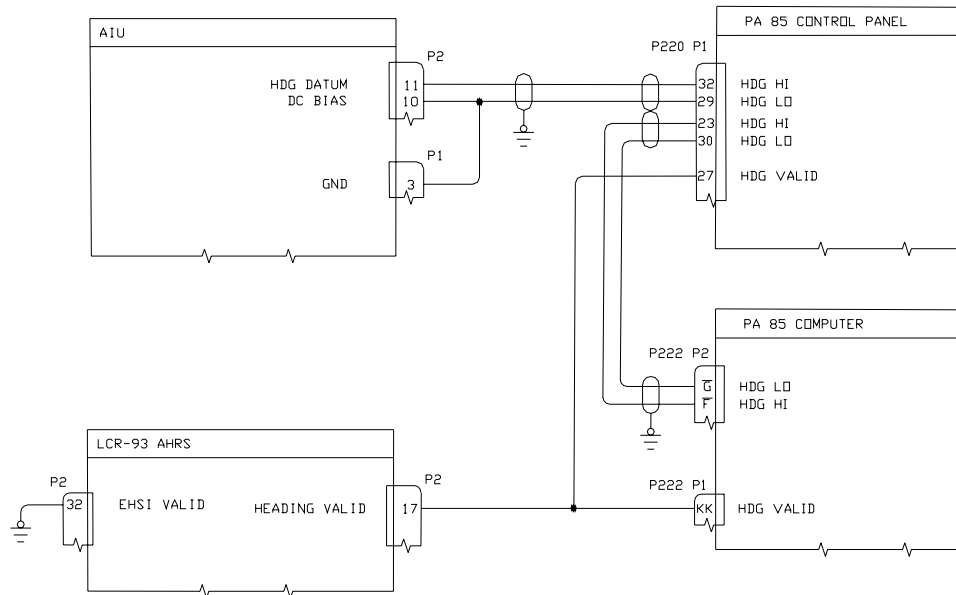 AIU
P2
HDG DATUM 11
DC BIAS 10
P1
GND 3
PA 85 CONTROL PANEL
P220 P1
32 HDG HI
29 HDG LO
23 HDG HI
30 HDG LO
27 HDG VALID
PA 85 COMPUTER
P222 P2
G HDG LO
F HDG HI
P222 P1
KK HDG VALID
LCR-93 AHRS
P2
32 EHSI VALID
P2
HEADING VALID 17